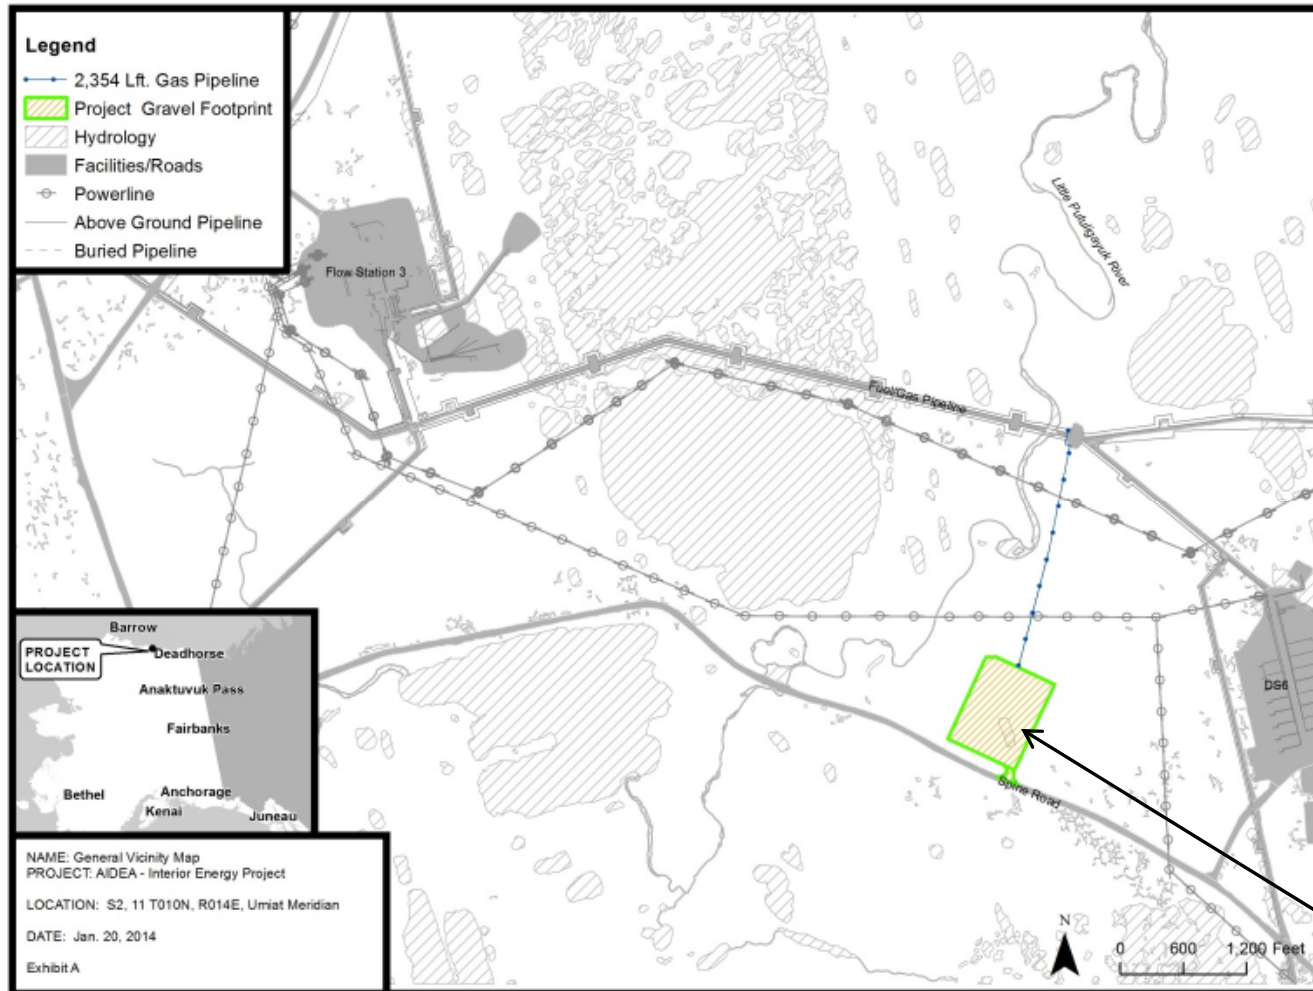 Legend
2,354 Lft. Gas Pipeline
Project Gravel Footprint
Hydrology
Facilities/Roads
Powerline
Above Ground Pipeline
Buried Pipeline
Flow Station 3
Little Putuligayuk River
Fuel/Gas Pipeline
DS6
Spine Road
Barrow
PROJECT
LOCATION
Deadhorse
Anaktuvuk Pass
Fairbanks
Bethel
Anchorage
Kenai
Juneau
NAME: General Vicinity Map
PROJECT: AIDEA - Interior Energy Project
LOCATION: S2, 11 T010N, R014E, Umiat Meridian
DATE: Jan. 20, 2014
Exhibit A
N
0 600 1,200 Feet